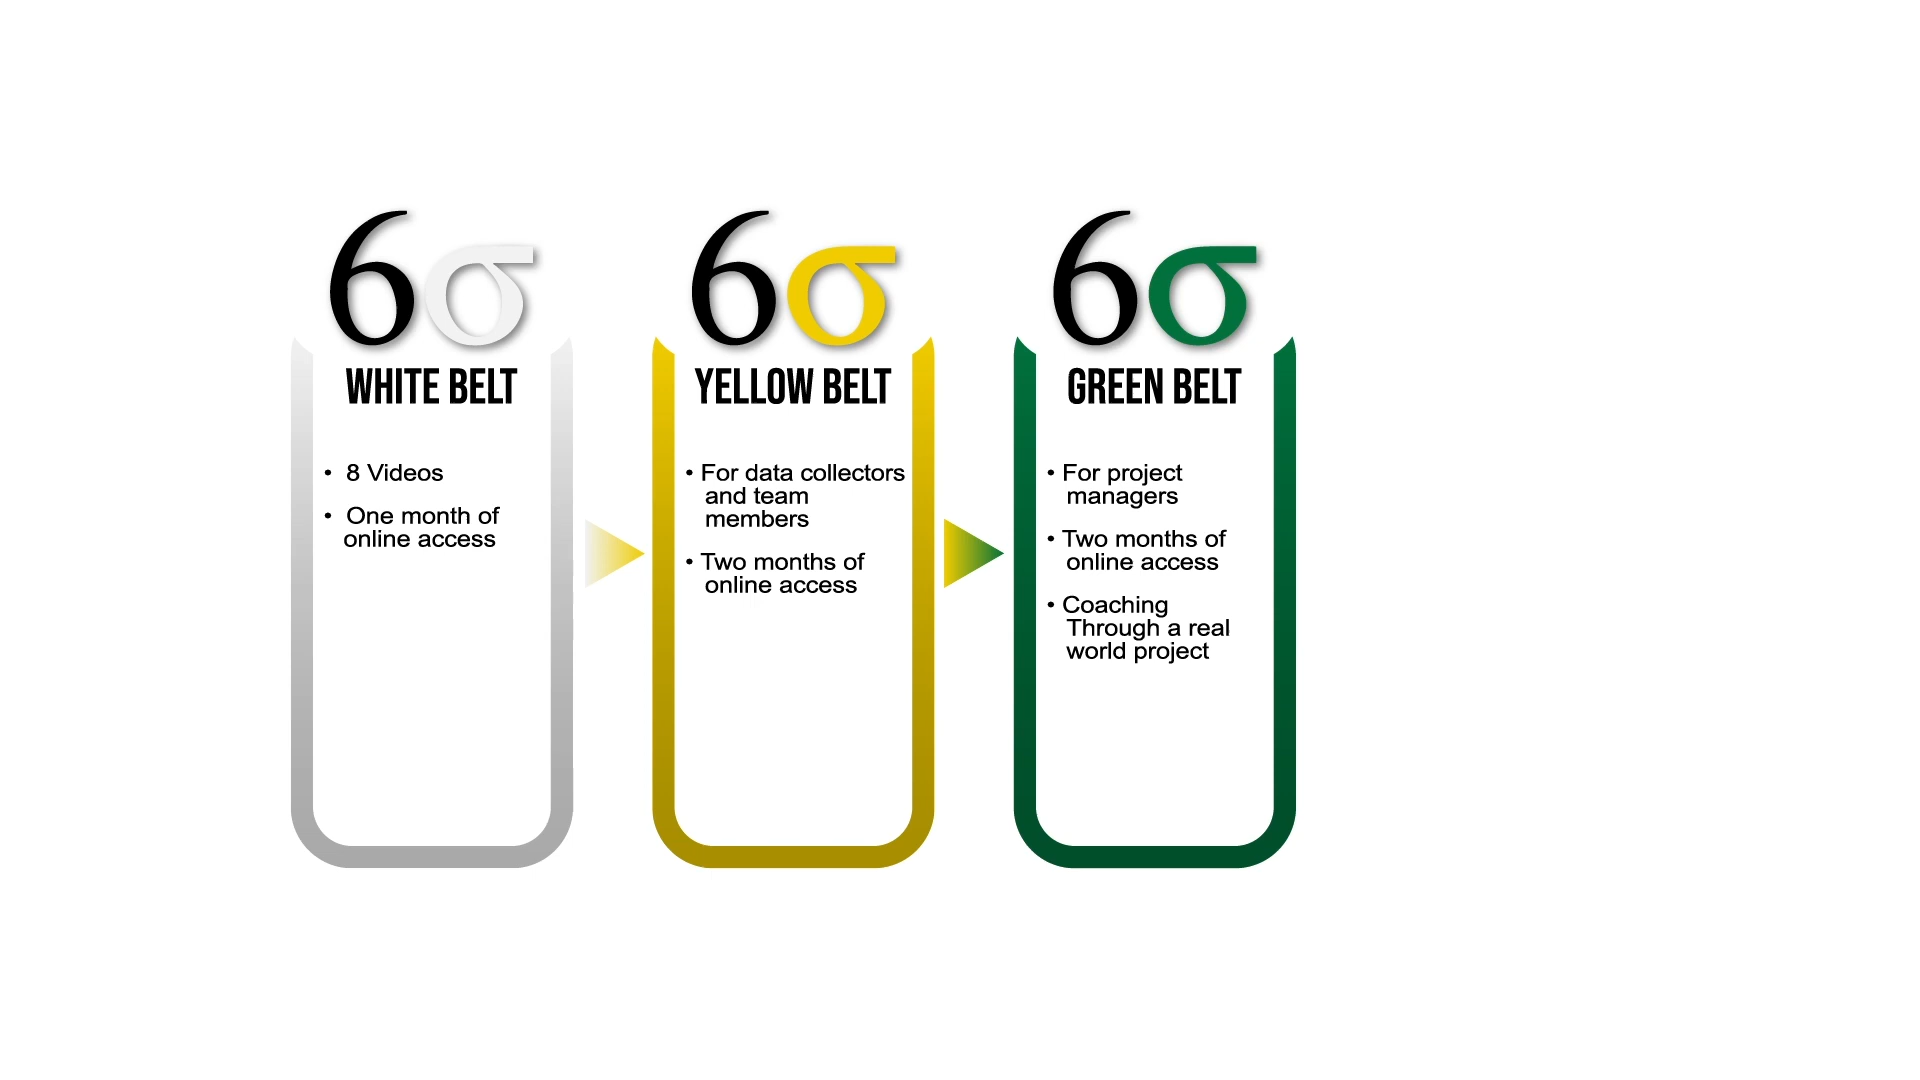 6σ
WHITE BELT
• 8 Videos
• One month of
online access
6σ
YELLOW BELT
• For data collectors
and team
members
• Two months of
online access
6σ
GREEN BELT
• For project
managers
• Two months of
online access
• Coaching
Through a real
world project